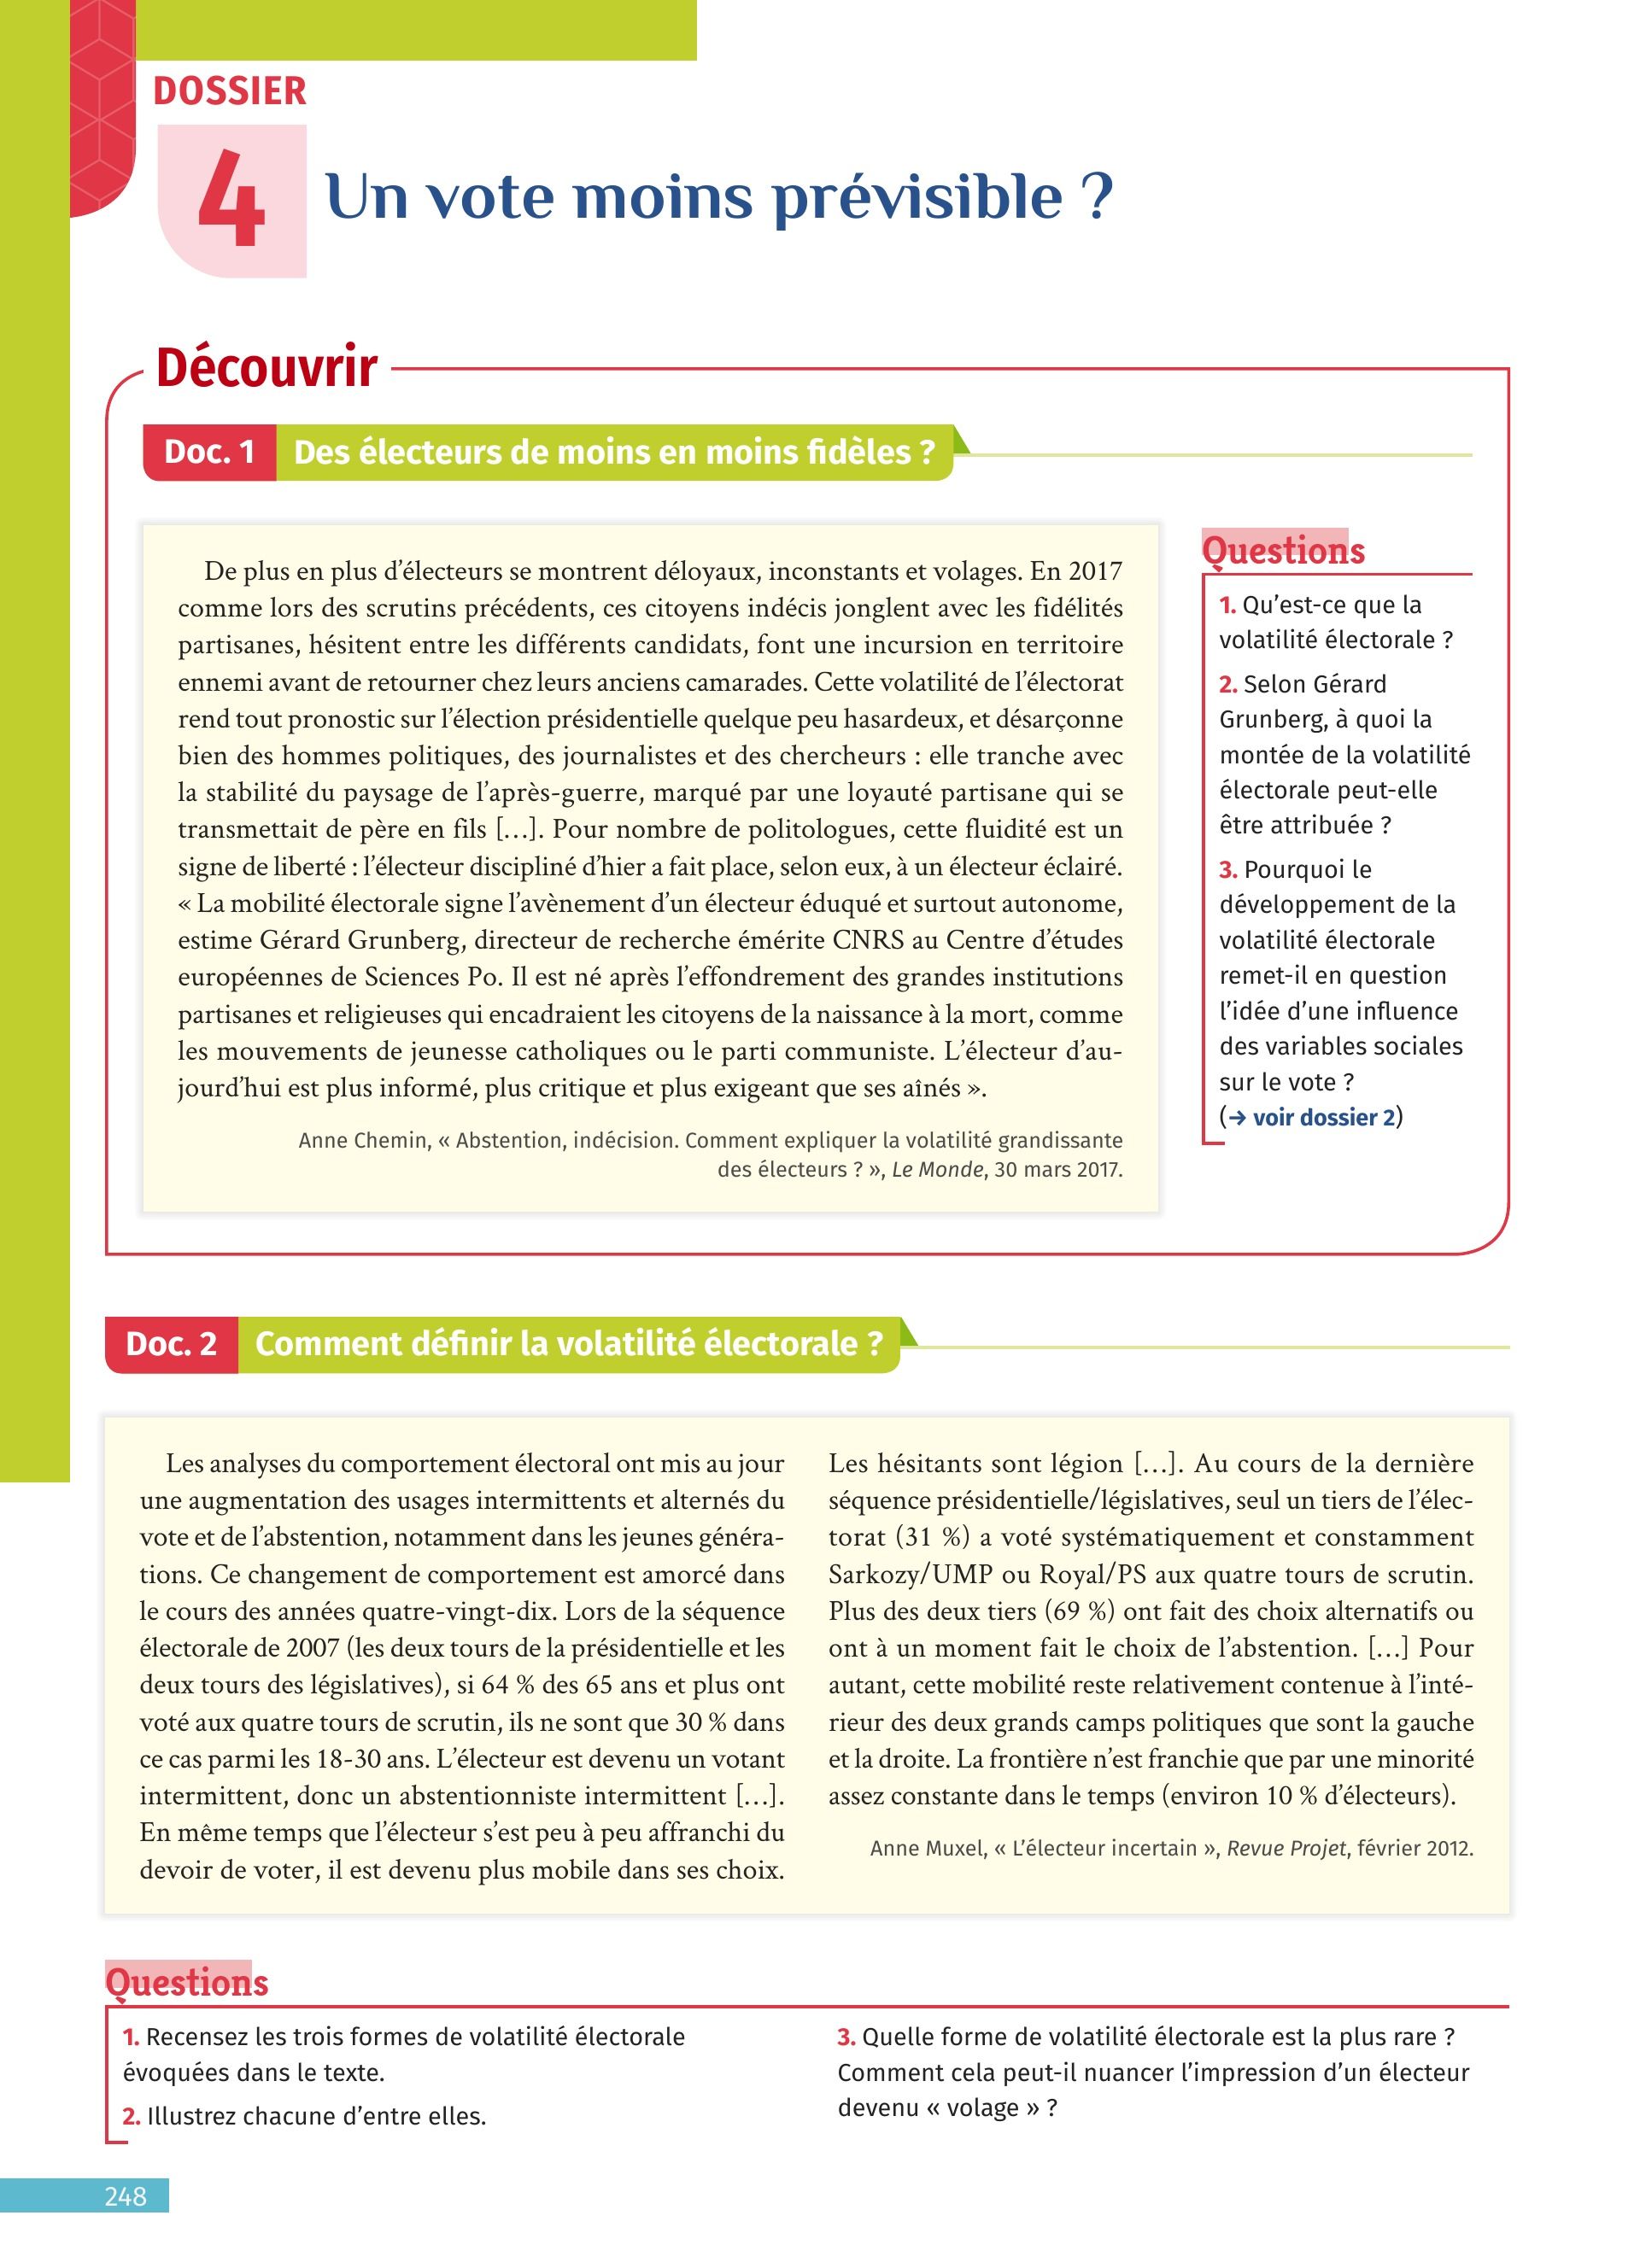 DOSSIER
4
Un vote moins prévisible ?
Découvrir
Doc. 1 Des électeurs de moins en moins fidèles ?
De plus en plus d’électeurs se montrent déloyaux, inconstants et volages. En 2017
comme lors des scrutins précédents, ces citoyens indécis jonglent avec les fidélités
partisanes, hésitent entre les différents candidats, font une incursion en territoire
ennemi avant de retourner chez leurs anciens camarades. Cette volatilité de l’électorat
rend tout pronostic sur l’élection présidentielle quelque peu hasardeux, et désarçonne
bien des hommes politiques, des journalistes et des chercheurs : elle tranche avec
la stabilité du paysage de l’après-guerre, marqué par une loyauté partisane qui se
transmettait de père en fils […]. Pour nombre de politologues, cette fluidité est un
signe de liberté : l’électeur discipliné d’hier a fait place, selon eux, à un électeur éclairé.
« La mobilité électorale signe l’avènement d’un électeur éduqué et surtout autonome,
estime Gérard Grunberg, directeur de recherche émérite CNRS au Centre d’études
européennes de Sciences Po. Il est né après l’effondrement des grandes institutions
partisanes et religieuses qui encadraient les citoyens de la naissance à la mort, comme
les mouvements de jeunesse catholiques ou le parti communiste. L’électeur d’au-
jourd’hui est plus informé, plus critique et plus exigeant que ses aînés ».
Anne Chemin, « Abstention, indécision. Comment expliquer la volatilité grandissante
des électeurs ? », Le Monde, 30 mars 2017.
Questions
1. Qu’est-ce que la
volatilité électorale ?
2. Selon Gérard
Grunberg, à quoi la
montée de la volatilité
électorale peut-elle
être attribuée ?
3. Pourquoi le
développement de la
volatilité électorale
remet-il en question
l’idée d’une influence
des variables sociales
sur le vote ?
(→ voir dossier 2)
Doc. 2 Comment définir la volatilité électorale ?
Les analyses du comportement électoral ont mis au jour
une augmentation des usages intermittents et alternés du
vote et de l’abstention, notamment dans les jeunes généra-
tions. Ce changement de comportement est amorcé dans
le cours des années quatre-vingt-dix. Lors de la séquence
électorale de 2007 (les deux tours de la présidentielle et les
deux tours des législatives), si 64 % des 65 ans et plus ont
voté aux quatre tours de scrutin, ils ne sont que 30 % dans
ce cas parmi les 18-30 ans. L’électeur est devenu un votant
intermittent, donc un abstentionniste intermittent […].
En même temps que l’électeur s’est peu à peu affranchi du
devoir de voter, il est devenu plus mobile dans ses choix.
Les hésitants sont légion […]. Au cours de la dernière
séquence présidentielle/législatives, seul un tiers de l’élec-
torat (31 %) a voté systématiquement et constamment
Sarkozy/UMP ou Royal/PS aux quatre tours de scrutin.
Plus des deux tiers (69 %) ont fait des choix alternatifs ou
ont à un moment fait le choix de l’abstention. […] Pour
autant, cette mobilité reste relativement contenue à l’inté-
rieur des deux grands camps politiques que sont la gauche
et la droite. La frontière n’est franchie que par une minorité
assez constante dans le temps (environ 10 % d’électeurs).
Anne Muxel, « L’électeur incertain », Revue Projet, février 2012.
Questions
1. Recensez les trois formes de volatilité électorale
évoquées dans le texte.
2. Illustrez chacune d’entre elles.
3. Quelle forme de volatilité électorale est la plus rare ?
Comment cela peut-il nuancer l’impression d’un électeur
devenu « volage » ?
248